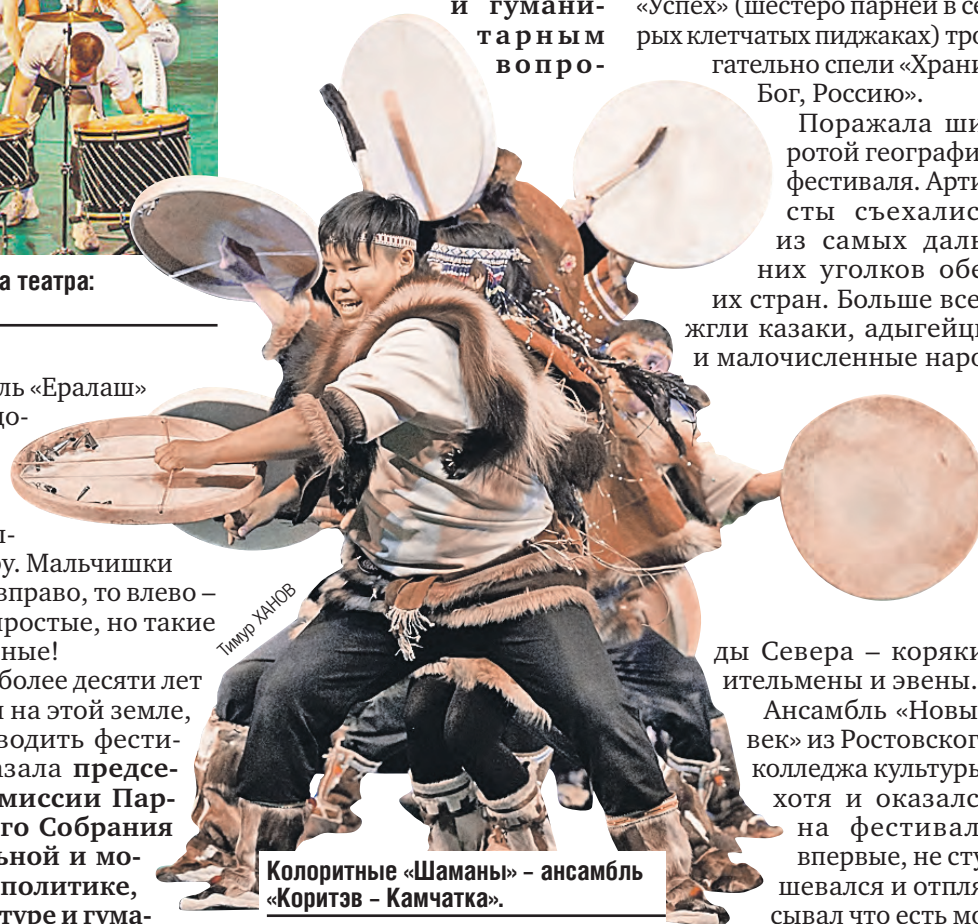 а театра:
ль «Ералаш»
до-
ы-
ру. Мальчишки
вправо, то влево –
простые, но такие
ные!
более десяти лет
и на этой земле,
водить фести-
азала предсе-
миссии Пар-
го Собрания
ьной и мо-
политике,
туре и гума-
и гумани-
тарным
вопро-
Тимур ХАНОВ
Колоритные «Шаманы» – ансамбль
«Коритэв – Камчатка».
«Успех» (шестеро парней в се
рых клетчатых пиджаках) тро
гательно спели «Храни
Бог, Россию».
Поражала ши
ротой географи
фестиваля. Арти
сты съехалис
из самых даль
них уголков обе
их стран. Больше все
жгли казаки, адыгейц
и малочисленные наро
ды Севера – коряки
ительмены и эвены.
Ансамбль «Новы
век» из Ростовског
колледжа культуры
хотя и оказалс
на фестивал
впервые, не сту
шевался и отпля
сывал что есть мо